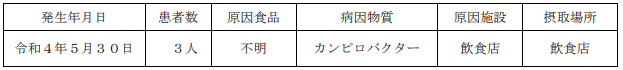 発生年月日 患者数 原因食品 病因物質 原因施設 摂取場所
令和４年５月３０日 ３人 不明 カンピロバクター 飲食店 飲食店